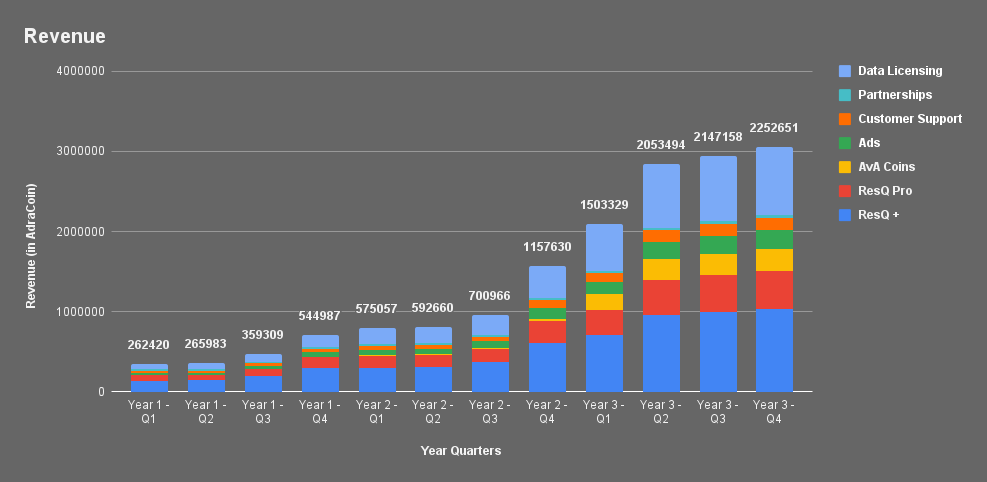 Revenue
4000000
3000000
2000000
1000000
0
Revenue (in AdraCoin)
262420
265983
359309
544987
575057
592660
700966
1157630
1503329
2053494
2147158
2252651
Year 1 -
Q1
Year 1 -
Q2
Year 1 -
Q3
Year 1 -
Q4
Year 2 -
Q1
Year 2 -
Q2
Year 2 -
Q3
Year 2 -
Q4
Year 3 -
Q1
Year 3 -
Q2
Year 3 -
Q3
Year 3 -
Q4
Year Quarters
Data Licensing
Partnerships
Customer Support
Ads
AvA Coins
ResQ Pro
ResQ +